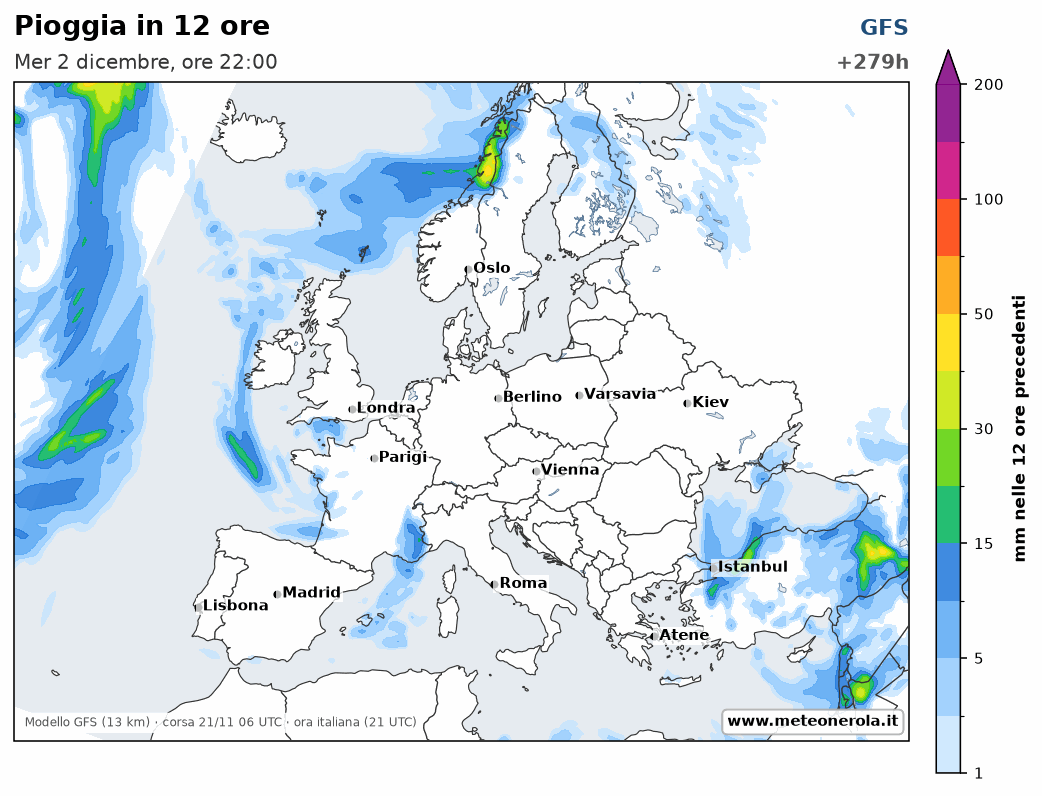 Pioggia in 12 ore
GFS
Mer 2 dicembre, ore 22:00
+279h
200
100
50
30
15
5
1
mm nelle 12 ore precedenti
Oslo
Berlino
Varsavia
Kiev
Londra
Parigi
Vienna
Istanbul
Roma
Madrid
Lisbona
Atene
Modello GFS (13 km) · corsa 21/11 06 UTC · ora italiana (21 UTC)
www.meteonerola.it